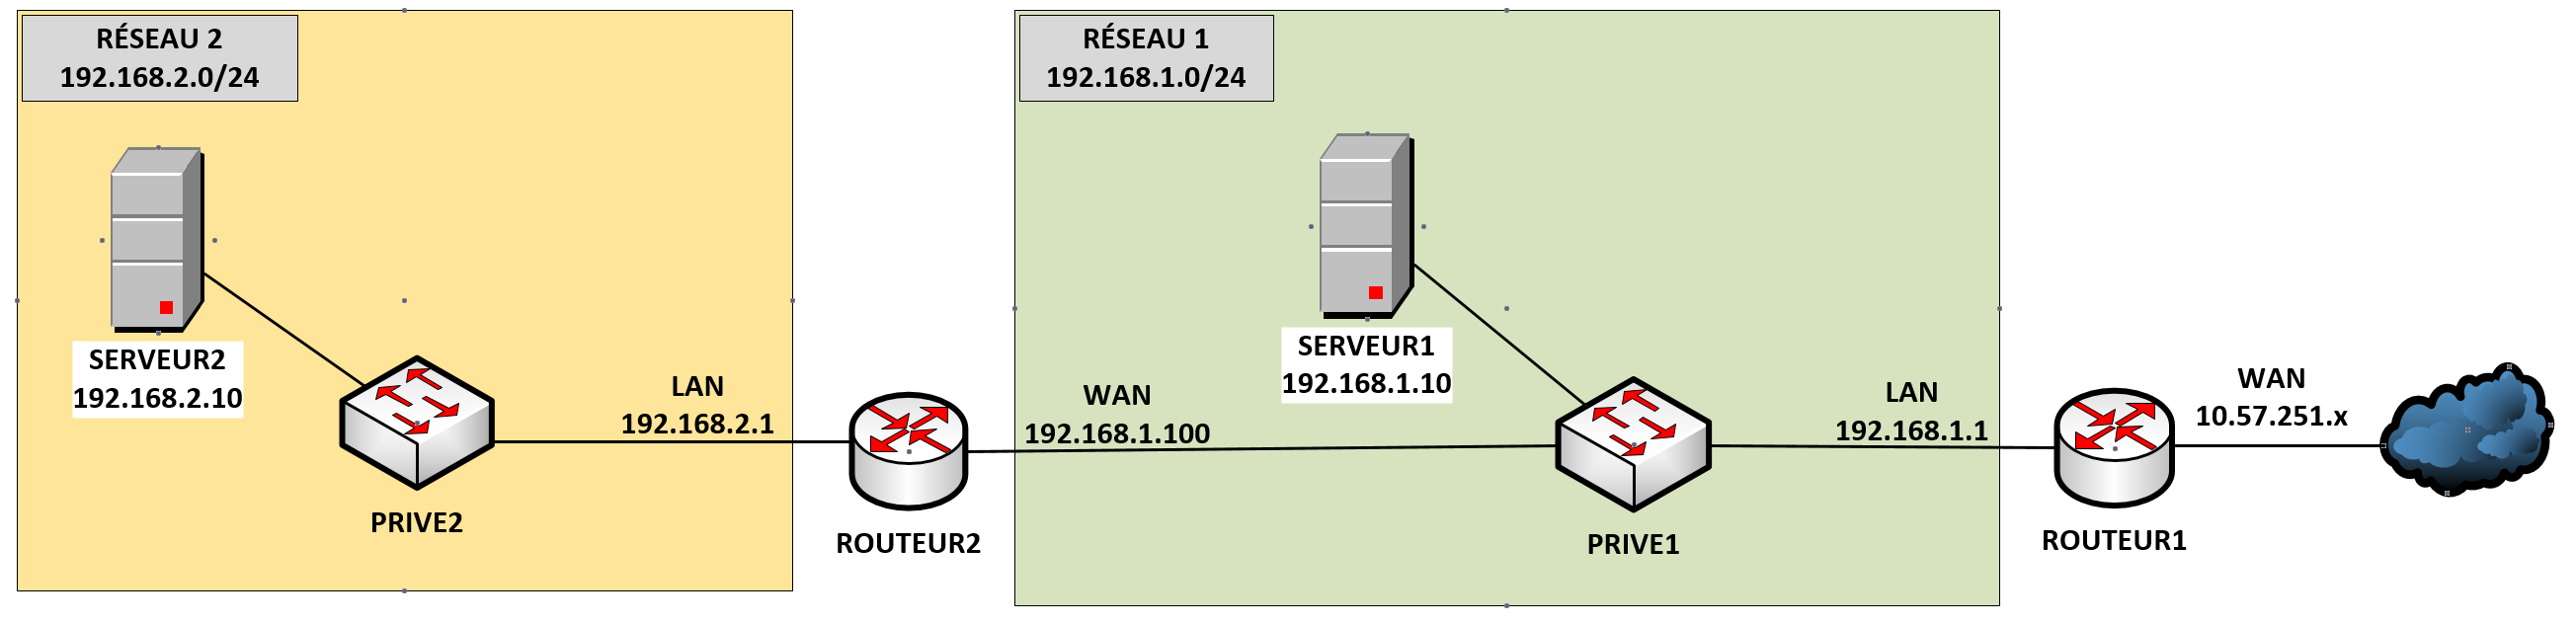 RÉSEAU 2
192.168.2.0/24
SERVEUR2
192.168.2.10
PRIVE2
LAN
192.168.2.1
ROUTEUR2
RÉSEAU 1
192.168.1.0/24
WAN
192.168.1.100
SERVEUR1
192.168.1.10
PRIVE1
LAN
192.168.1.1
ROUTEUR1
WAN
10.57.251.x